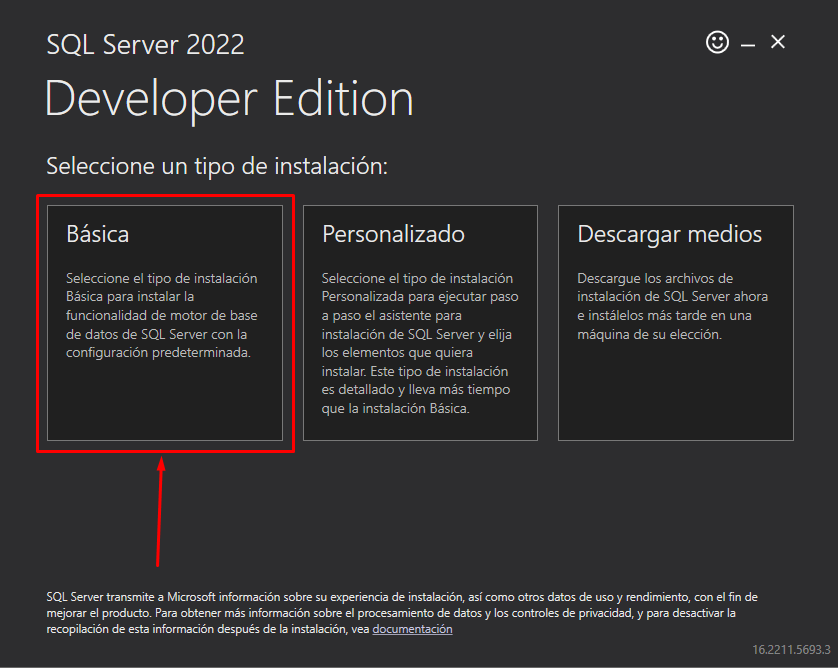 SQL Server 2022
Developer Edition
Seleccione un tipo de instalación:
Básica
Seleccione el tipo de instalación
Básica para instalar la
funcionalidad de motor de base
de datos de SQL Server con la
configuración predeterminada.
Personalizado
Seleccione el tipo de instalación
Personalizada para ejecutar paso
a paso el asistente para
instalación de SQL Server y elija
los elementos que quiera
instalar. Este tipo de instalación
es detallado y lleva más tiempo
que la instalación Básica.
Descargar medios
Descargue los archivos de
instalación de SQL Server ahora
e instálelos más tarde en una
máquina de su elección.
SQL Server transmite a Microsoft información sobre su experiencia de instalación, así como otros datos de uso y rendimiento, con el fin de
mejorar el producto. Para obtener más información sobre el procesamiento de datos y los controles de privacidad, y para desactivar la
recopilación de esta información después de la instalación, vea documentación
16.2211.5693.3